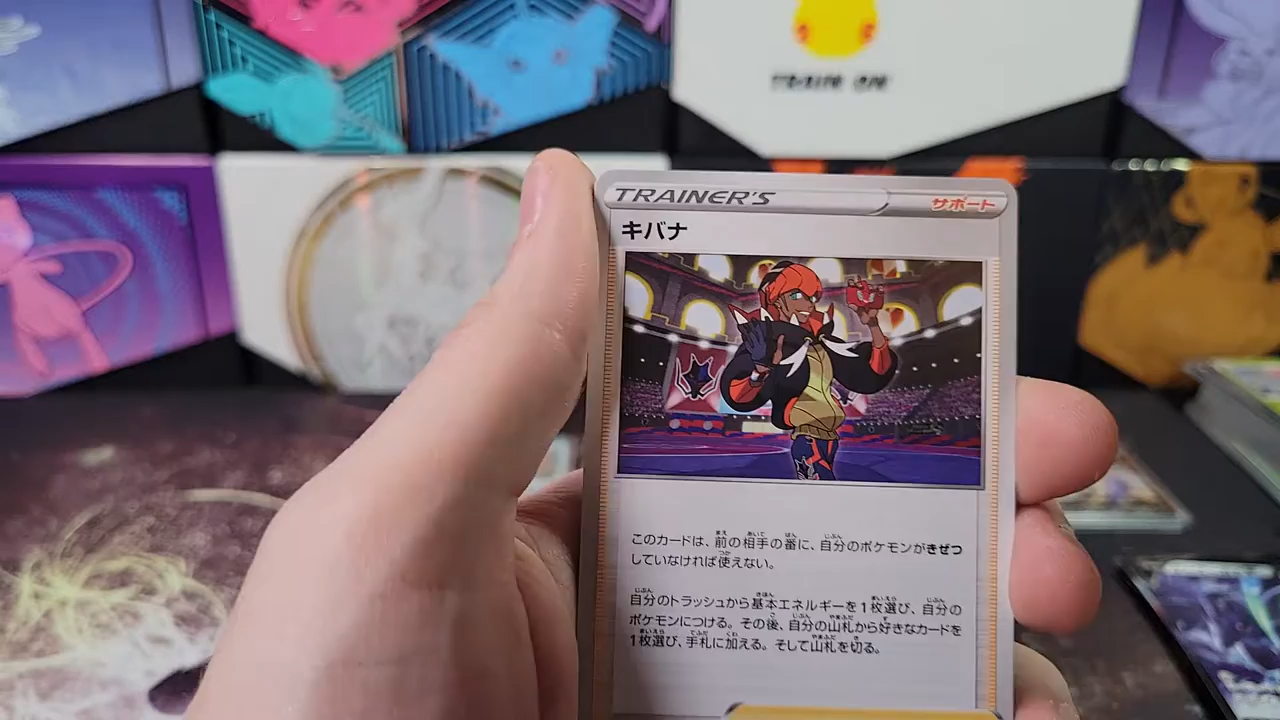 TRAIN ON
TRAINER'S サポート
キバナ
このカードは、前の相手の番に、自分のポケモンがきぜつ
していなければ使えない。
自分のトラッシュから基本エネルギーを1枚選び、自分の
ポケモンにつける。その後、自分の山札から好きなカードを
1枚選び、手札に加える。そして山札を切る。